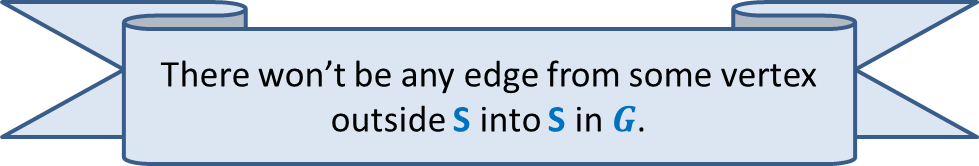 There won’t be any edge from some vertex
outside S into S in G.